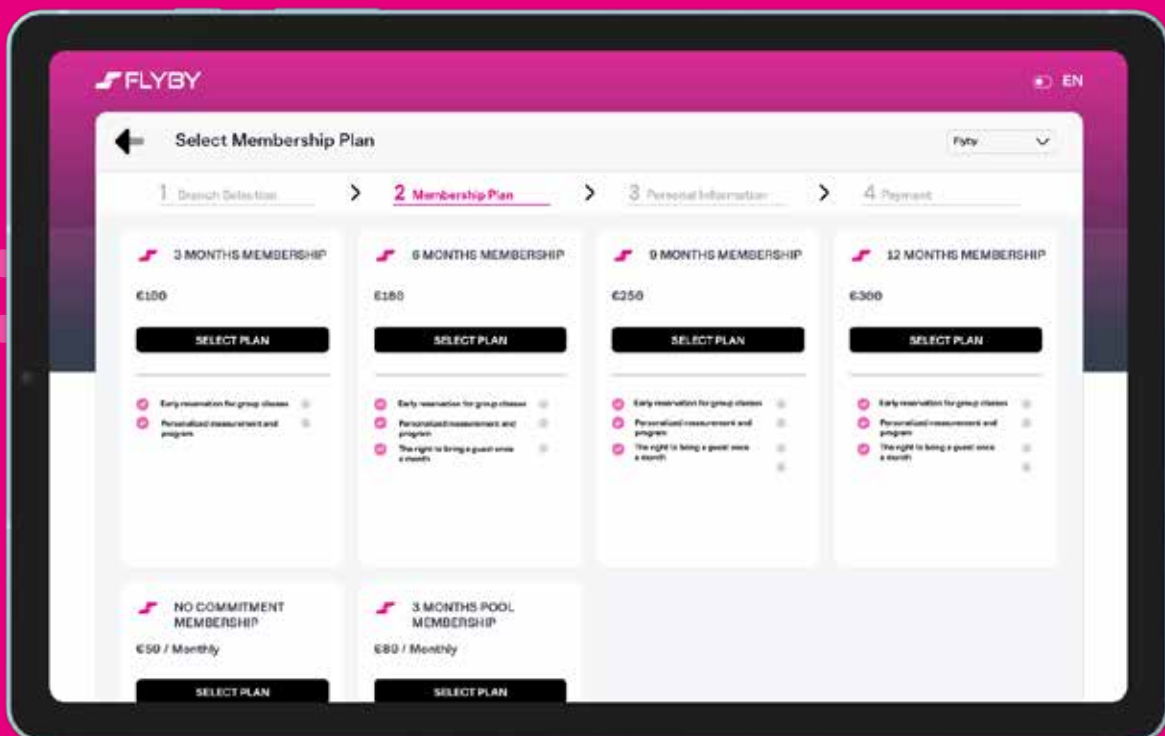 FLYBY
EN
Select Membership Plan
Flyby
1 Branch Selection
2 Membership Plan
3 Personal Information
4 Payment
3 MONTHS MEMBERSHIP
€100
SELECT PLAN
Early reservation for group classes
Personalized measurement and
program
6 MONTHS MEMBERSHIP
€180
SELECT PLAN
Early reservation for group classes
Personalized measurement and
program
The right to bring a guest once
a month
9 MONTHS MEMBERSHIP
€250
SELECT PLAN
Early reservation for group classes
Personalized measurement and
program
The right to bring a guest once
a month
12 MONTHS MEMBERSHIP
€300
SELECT PLAN
Early reservation for group classes
Personalized measurement and
program
The right to bring a guest once
a month
NO COMMITMENT
MEMBERSHIP
€50 / Monthly
SELECT PLAN
3 MONTHS POOL
MEMBERSHIP
€80 / Monthly
SELECT PLAN